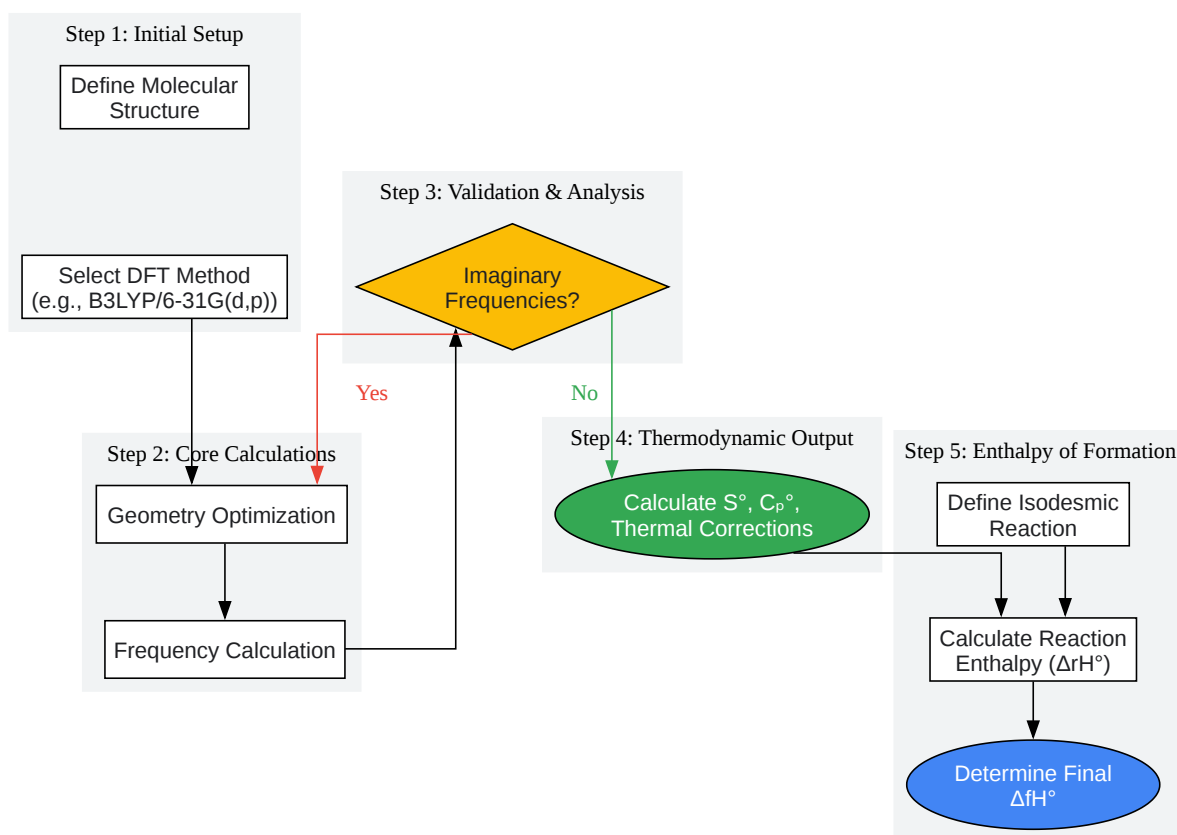 Step 1: Initial Setup
Define Molecular
Structure
Select DFT Method
(e.g., B3LYP/6-31G(d,p))
Step 2: Core Calculations
Geometry Optimization
Frequency Calculation
Step 3: Validation & Analysis
Imaginary
Frequencies?
Yes
No
Step 4: Thermodynamic Output
Calculate S°, Cₚ°,
Thermal Corrections
Step 5: Enthalpy of Formation
Define Isodesmic
Reaction
Calculate Reaction
Enthalpy (ΔrH°)
Determine Final
ΔfH°